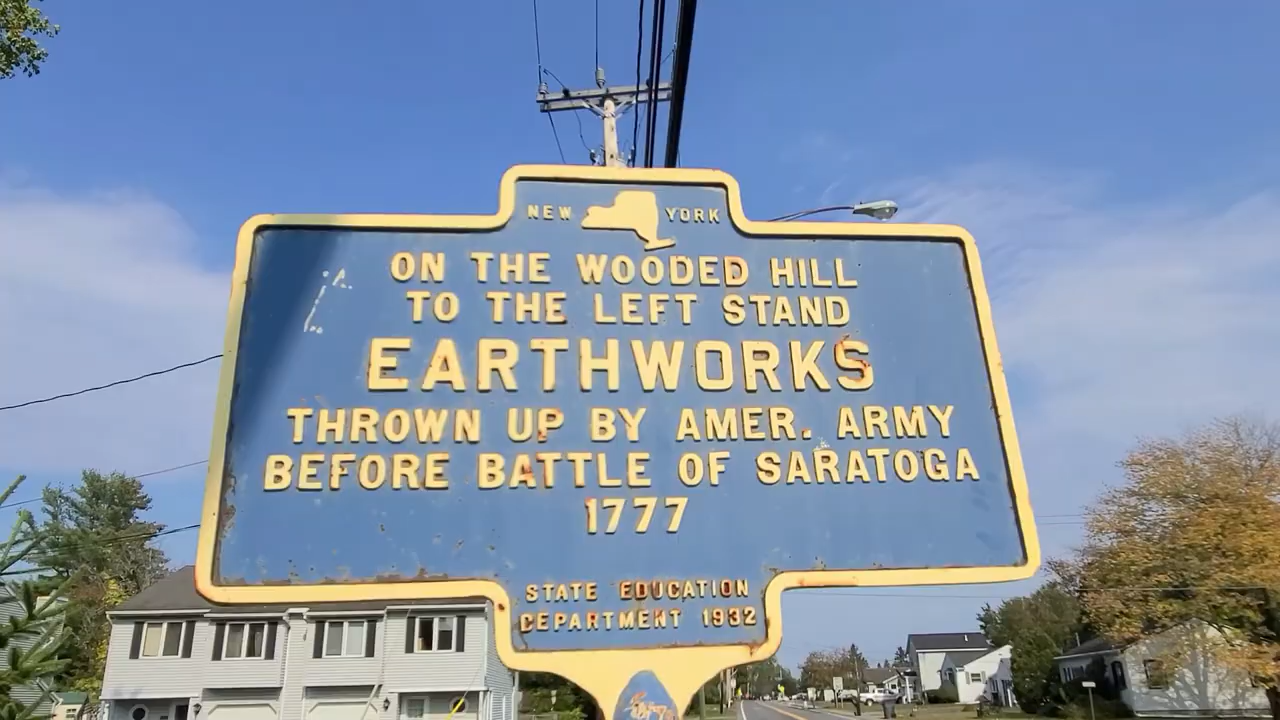 NEW YORK
ON THE WOODED HILL
TO THE LEFT STAND
EARTHWORKS
THROWN UP BY AMER. ARMY
BEFORE BATTLE OF SARATOGA
1777
STATE EDUCATION
DEPARTMENT 1932